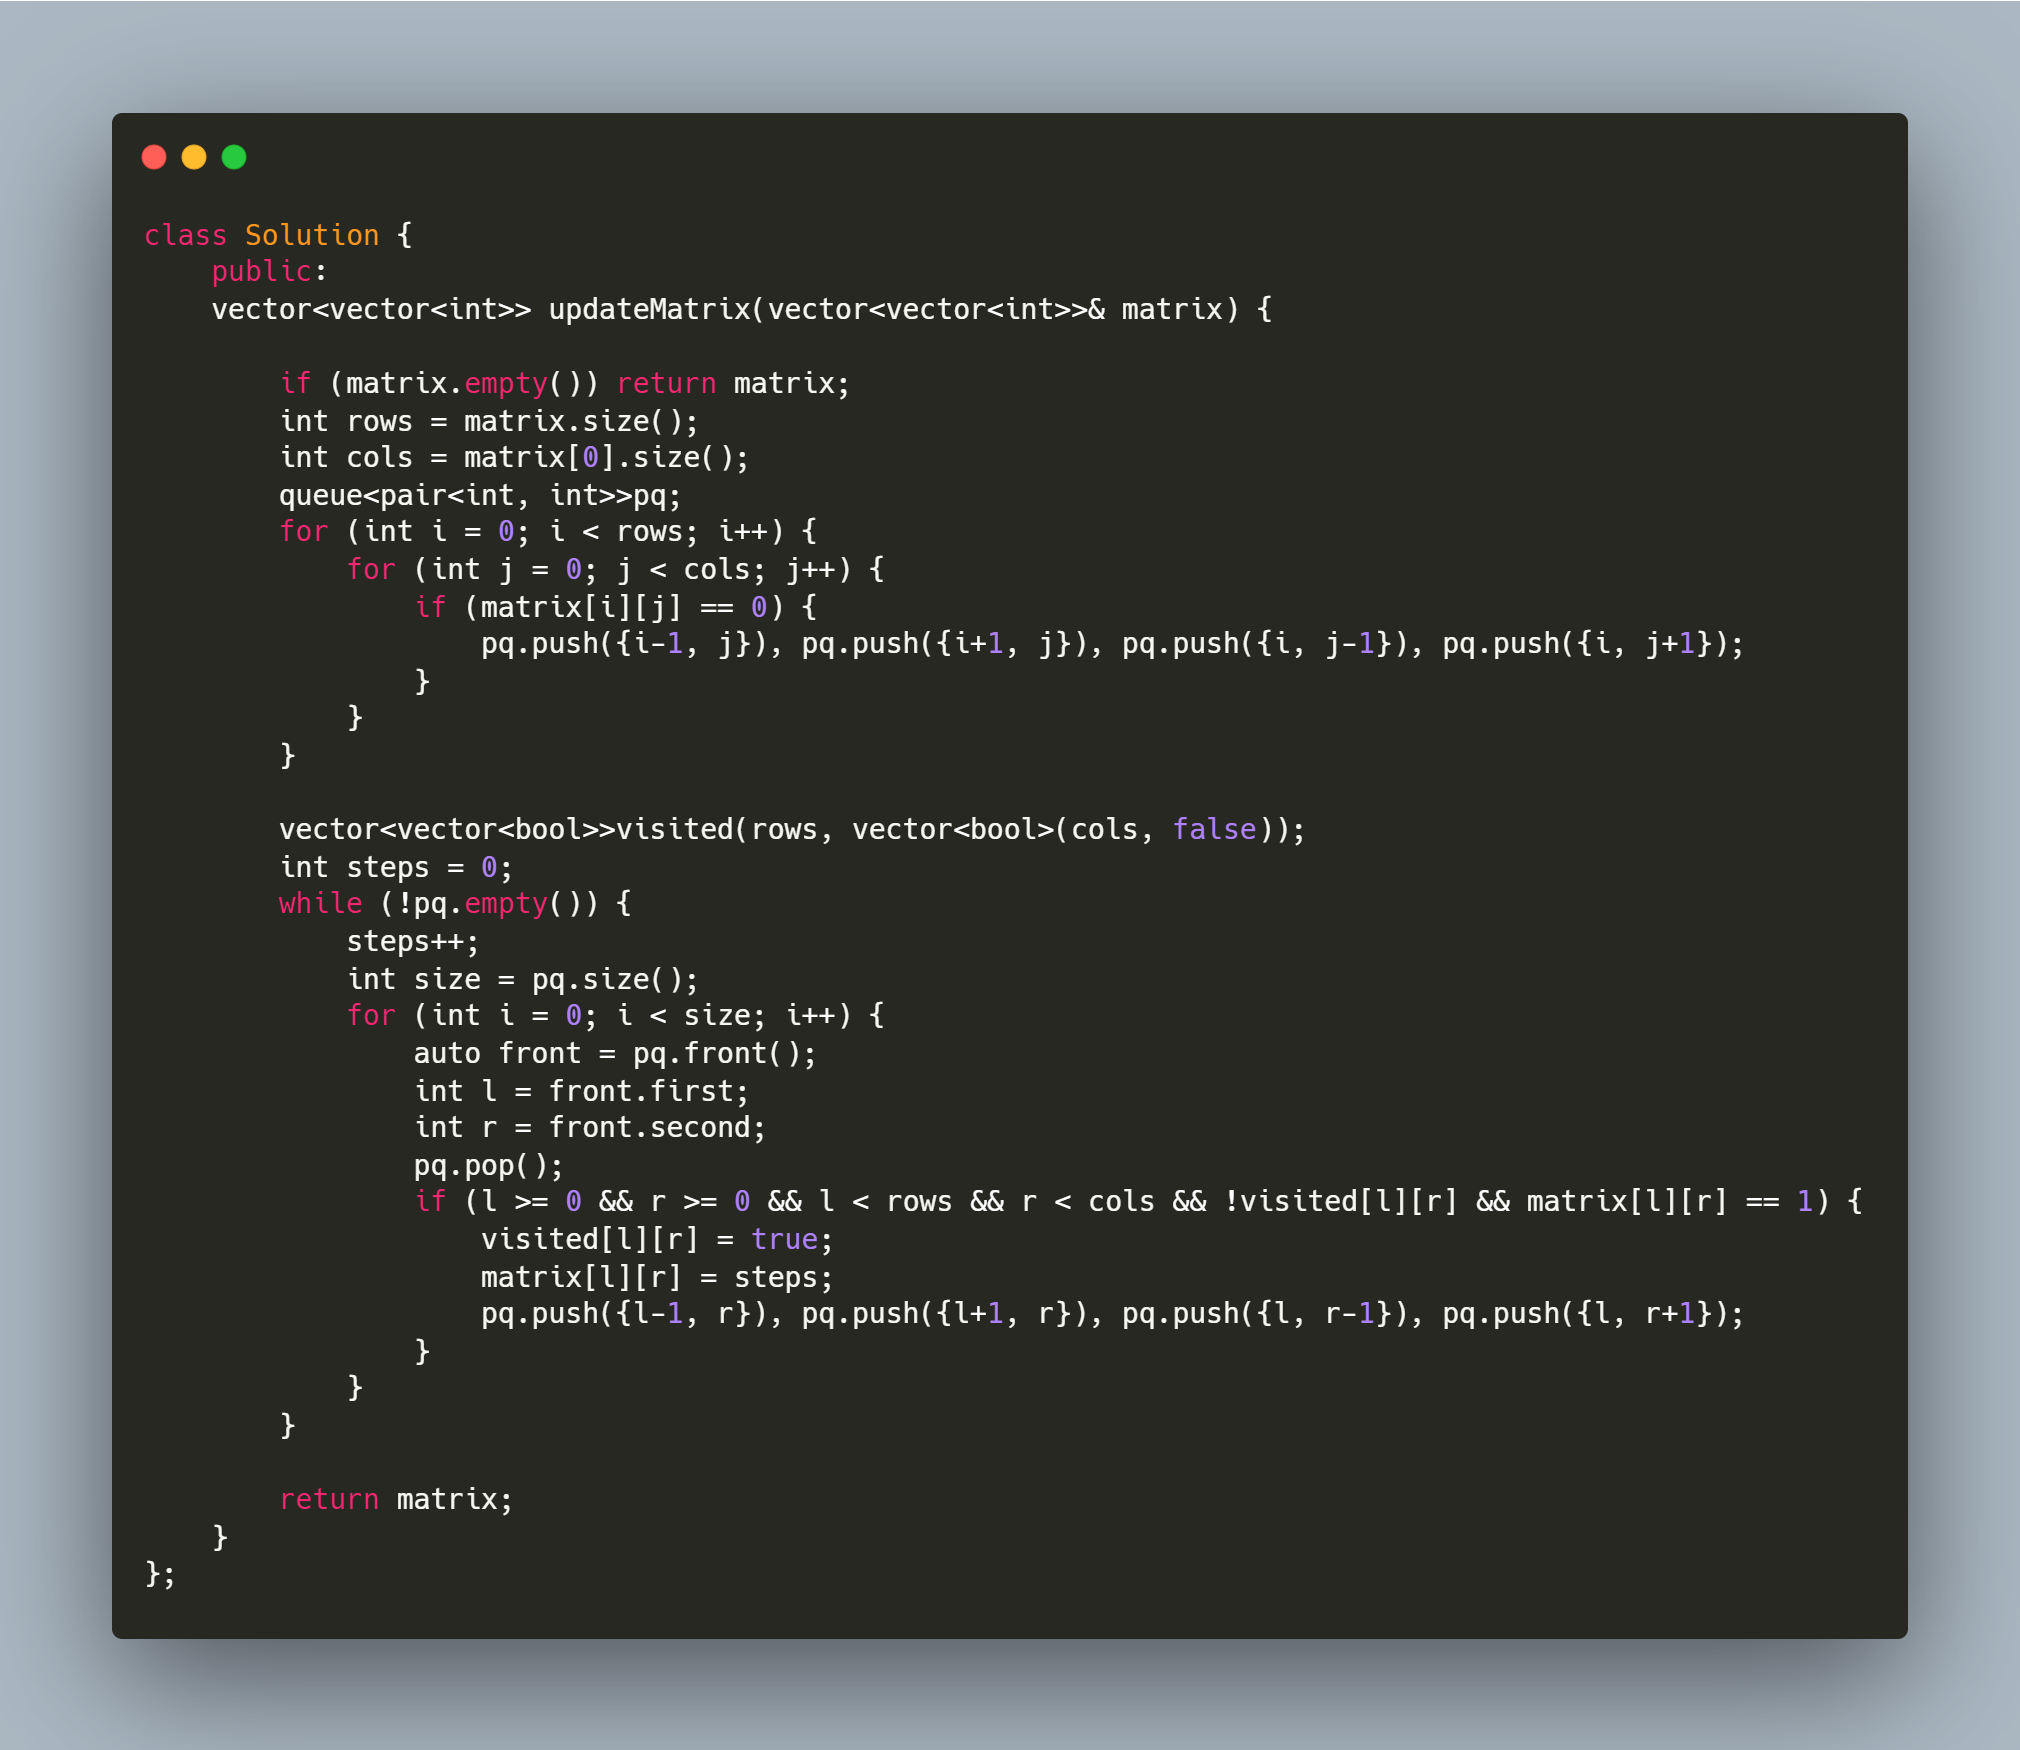 class Solution {
    public:
    vector<vector<int>> updateMatrix(vector<vector<int>>& matrix) {

        if (matrix.empty()) return matrix;
        int rows = matrix.size();
        int cols = matrix[0].size();
        queue<pair<int, int>>pq;
        for (int i = 0; i < rows; i++) {
            for (int j = 0; j < cols; j++) {
                if (matrix[i][j] == 0) {
                    pq.push({i-1, j}), pq.push({i+1, j}), pq.push({i, j-1}), pq.push({i, j+1});
                }
            }
        }

        vector<vector<bool>>visited(rows, vector<bool>(cols, false));
        int steps = 0;
        while (!pq.empty()) {
            steps++;
            int size = pq.size();
            for (int i = 0; i < size; i++) {
                auto front = pq.front();
                int l = front.first;
                int r = front.second;
                pq.pop();
                if (l >= 0 && r >= 0 && l < rows && r < cols && !visited[l][r] && matrix[l][r] == 1) {
                    visited[l][r] = true;
                    matrix[l][r] = steps;
                    pq.push({l-1, r}), pq.push({l+1, r}), pq.push({l, r-1}), pq.push({l, r+1});
                }
            }
        }

        return matrix;
    }
};